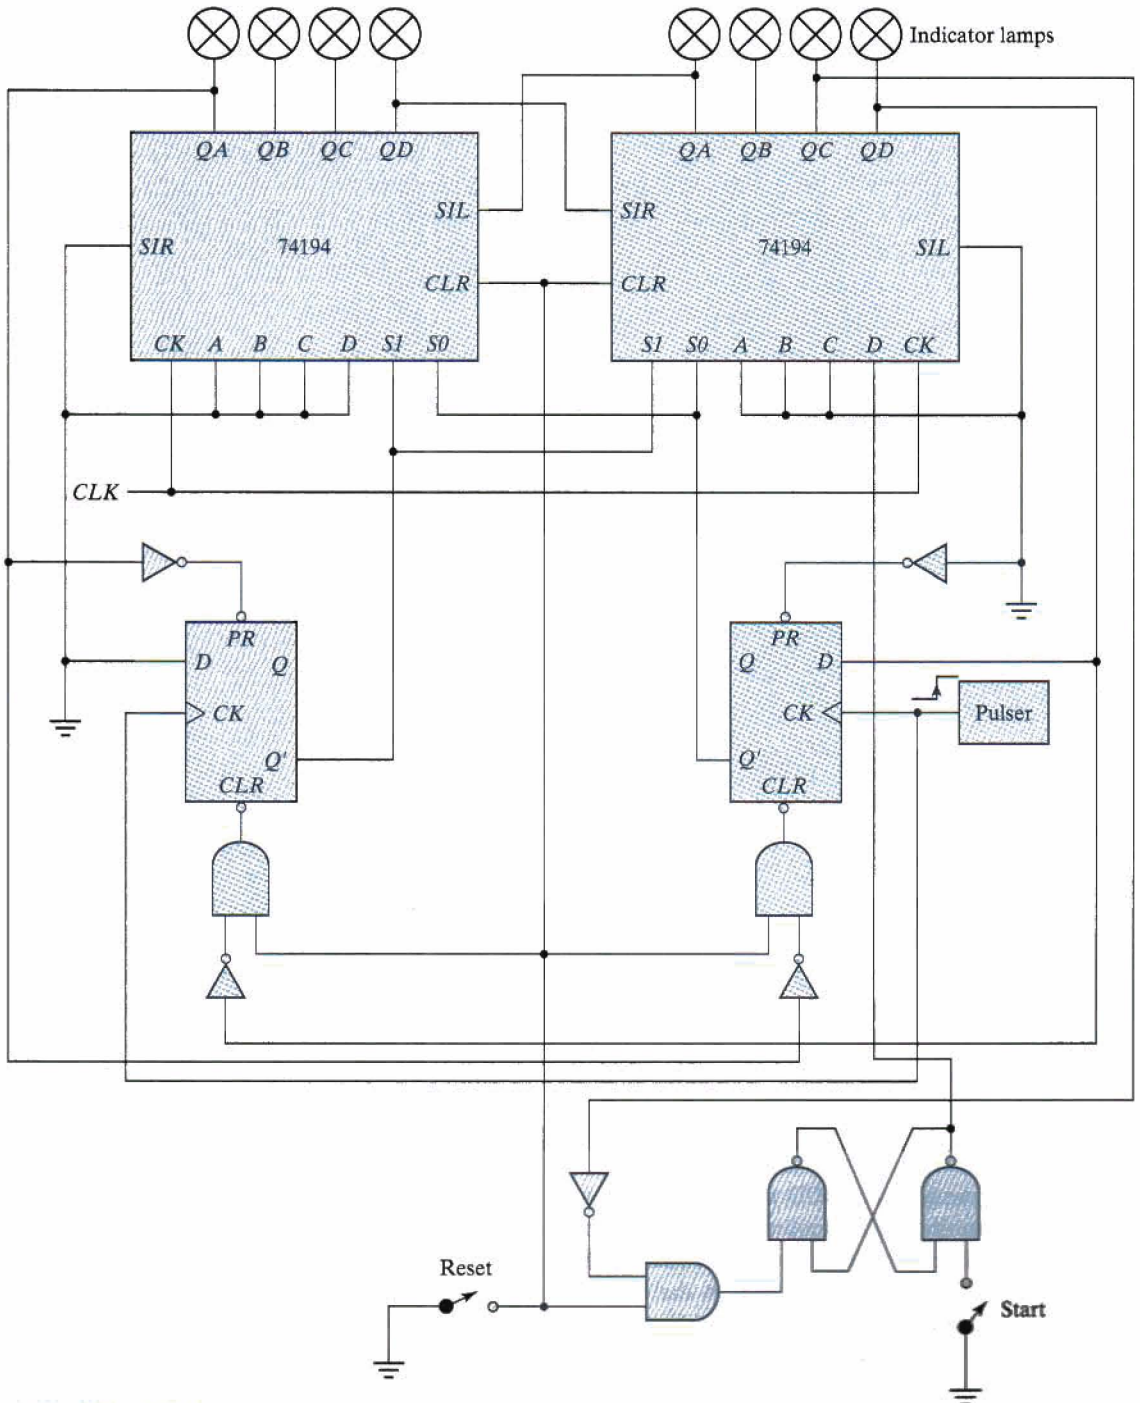 Indicator lamps
QA QB QC QD
QA QB QC QD
SIL
SIR
SIR
74194
74194
SIL
CLR
CLR
CK A B C D S1 S0
S1 S0 A B C D CK
CLK
PR
PR
D Q
Q D
CK
CK
Pulser
Q'
Q'
CLR
CLR
Reset
Start